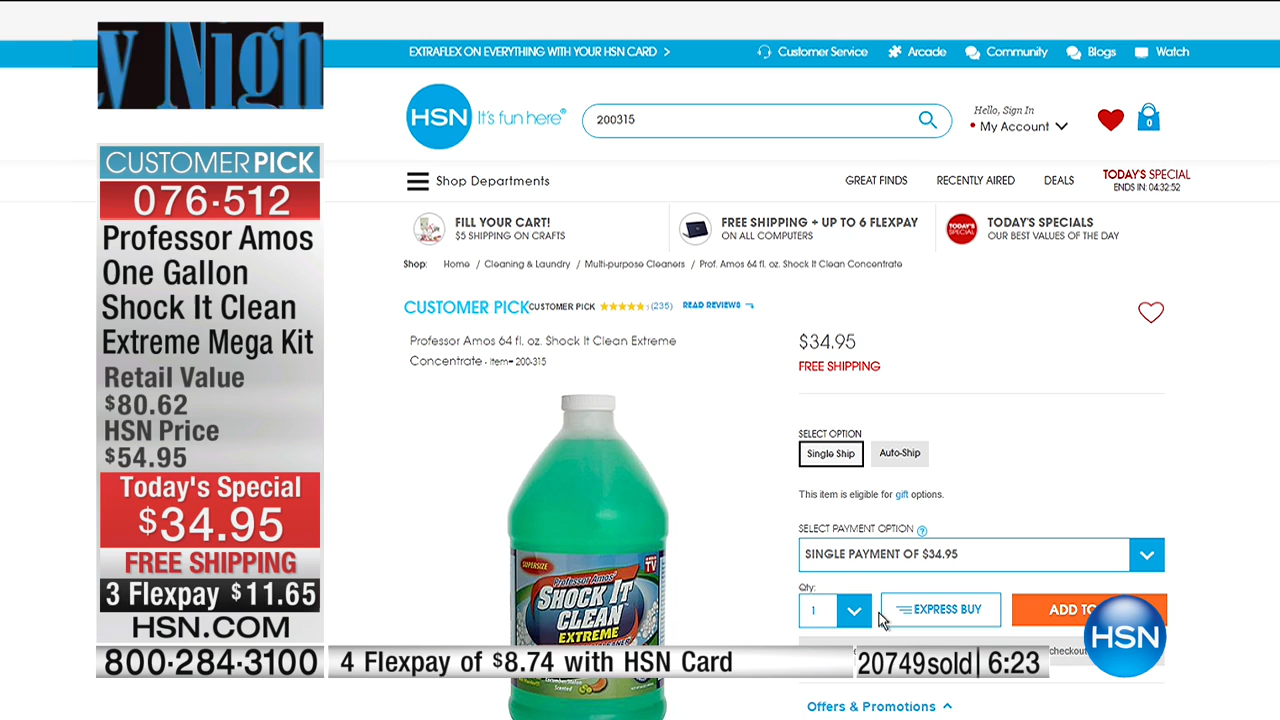 y Nigh
CUSTOMER PICK
076-512
Professor Amos
One Gallon
Shock It Clean
Extreme Mega Kit
Retail Value
$80.62
HSN Price
$54.95
Today's Special
$34.95
FREE SHIPPING
3 Flexpay $11.65
HSN.COM
800-284-3100
EXTRAFLEX ON EVERYTHING WITH YOUR HSN CARD >
Customer Service Arcade Community Blogs Watch
HSN It's fun here®
200315
Hello, Sign In
My Account
0
Shop Departments
GREAT FINDS RECENTLY AIRED DEALS
TODAY'S SPECIAL
ENDS IN: 04:32:52
FILL YOUR CART!
$5 SHIPPING ON CRAFTS
FREE SHIPPING + UP TO 6 FLEXPAY
ON ALL COMPUTERS
TODAY'S SPECIAL
TODAY'S SPECIALS
OUR BEST VALUES OF THE DAY
Shop: Home / Cleaning & Laundry / Multi-purpose Cleaners / Prof. Amos 64 fl. oz. Shock It Clean Concentrate
CUSTOMER PICK CUSTOMER PICK (235) READ REVIEWS
Professor Amos 64 fl. oz. Shock It Clean Extreme
Concentrate - Item# 200-315
$34.95
FREE SHIPPING
SELECT OPTION
Single Ship Auto-Ship
This item is eligible for gift options.
SELECT PAYMENT OPTION ?
SINGLE PAYMENT OF $34.95
Qty:
1
EXPRESS BUY
ADD TO
checkout
Offers & Promotions
SUPERSIZE
TV
Professor Amos'
SHOCK IT
CLEAN
EXTREME
Cucumber Melon
Scented
4 Flexpay of $8.74 with HSN Card
20749sold 6:23
HSN